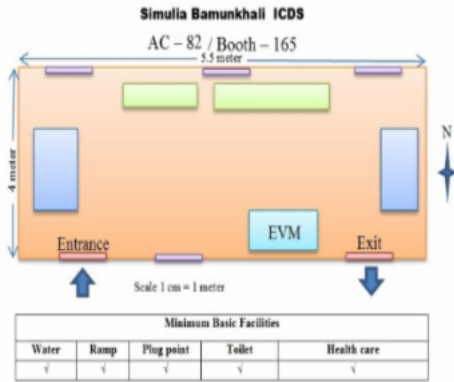 Simulia Bamunkhali ICDS
AC – 82 / Booth – 165
5.5 meter
4 meter
N
EVM
Entrance
Exit
Scale 1 cm = 1 meter
Minimum Basic Facilities
Water Ramp Plug point Toilet Health care
√ √ √ √ √